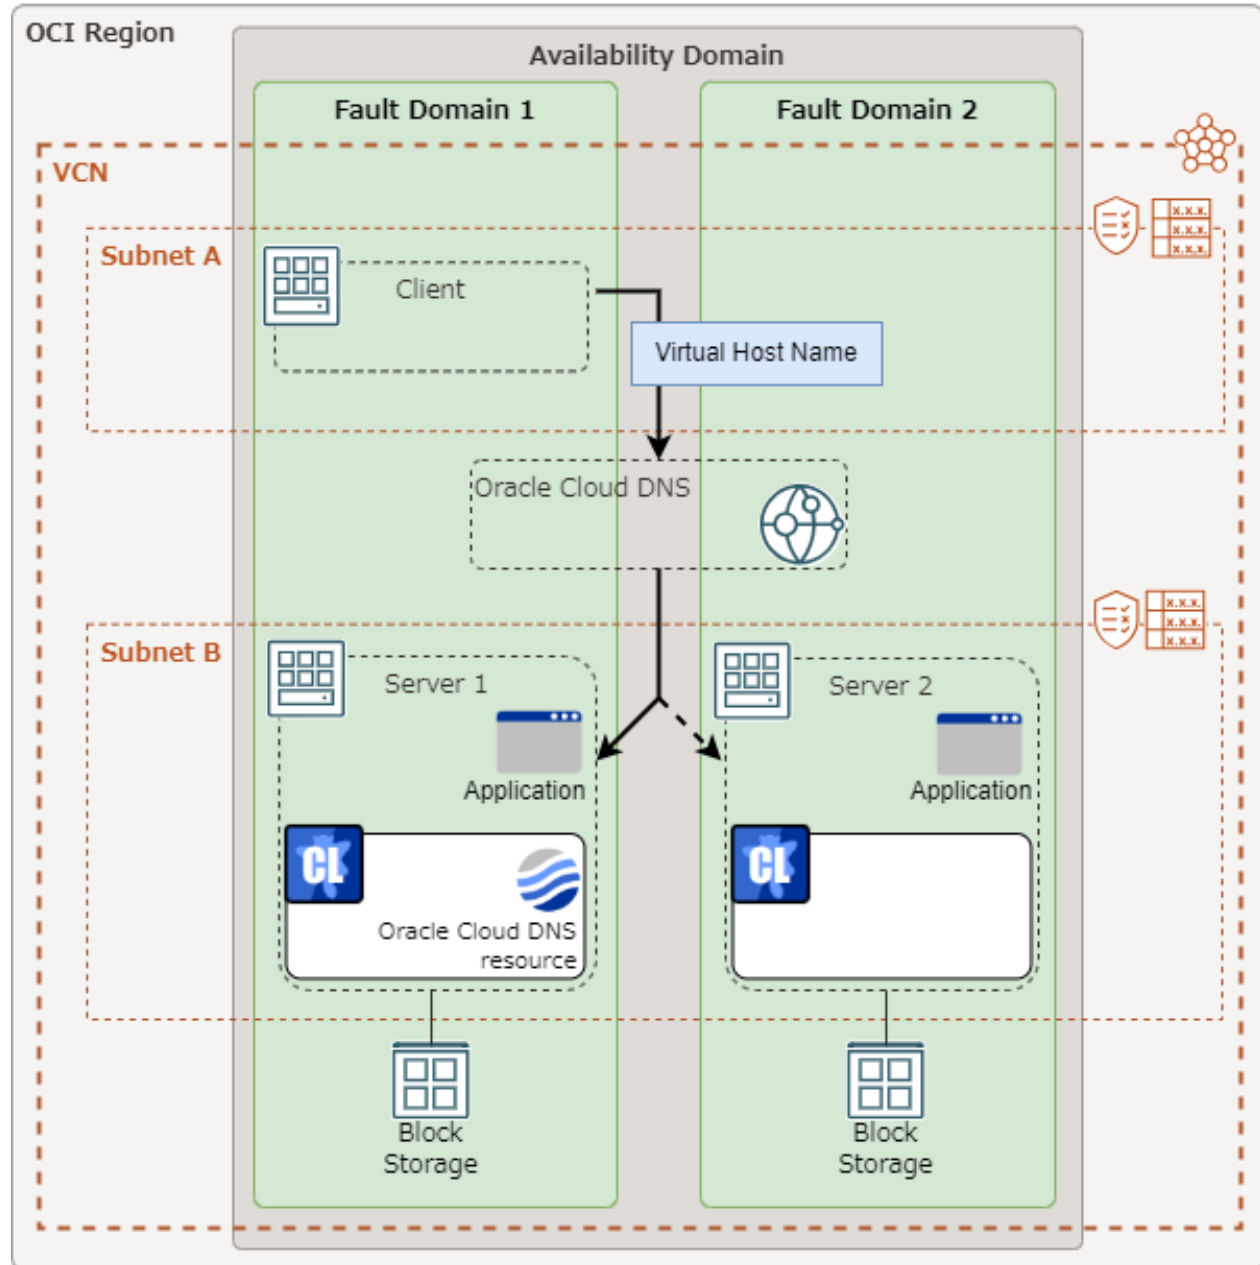 OCI Region
Availability Domain
Fault Domain 1
Fault Domain 2
VCN
x.x.x.
x.x.x.
x.x.x.
Subnet A
Client
Virtual Host Name
Oracle Cloud DNS
x.x.x.
x.x.x.
x.x.x.
Subnet B
Server 1
Server 2
Application
Application
CL
CL
Oracle Cloud DNS
resource
Block
Storage
Block
Storage